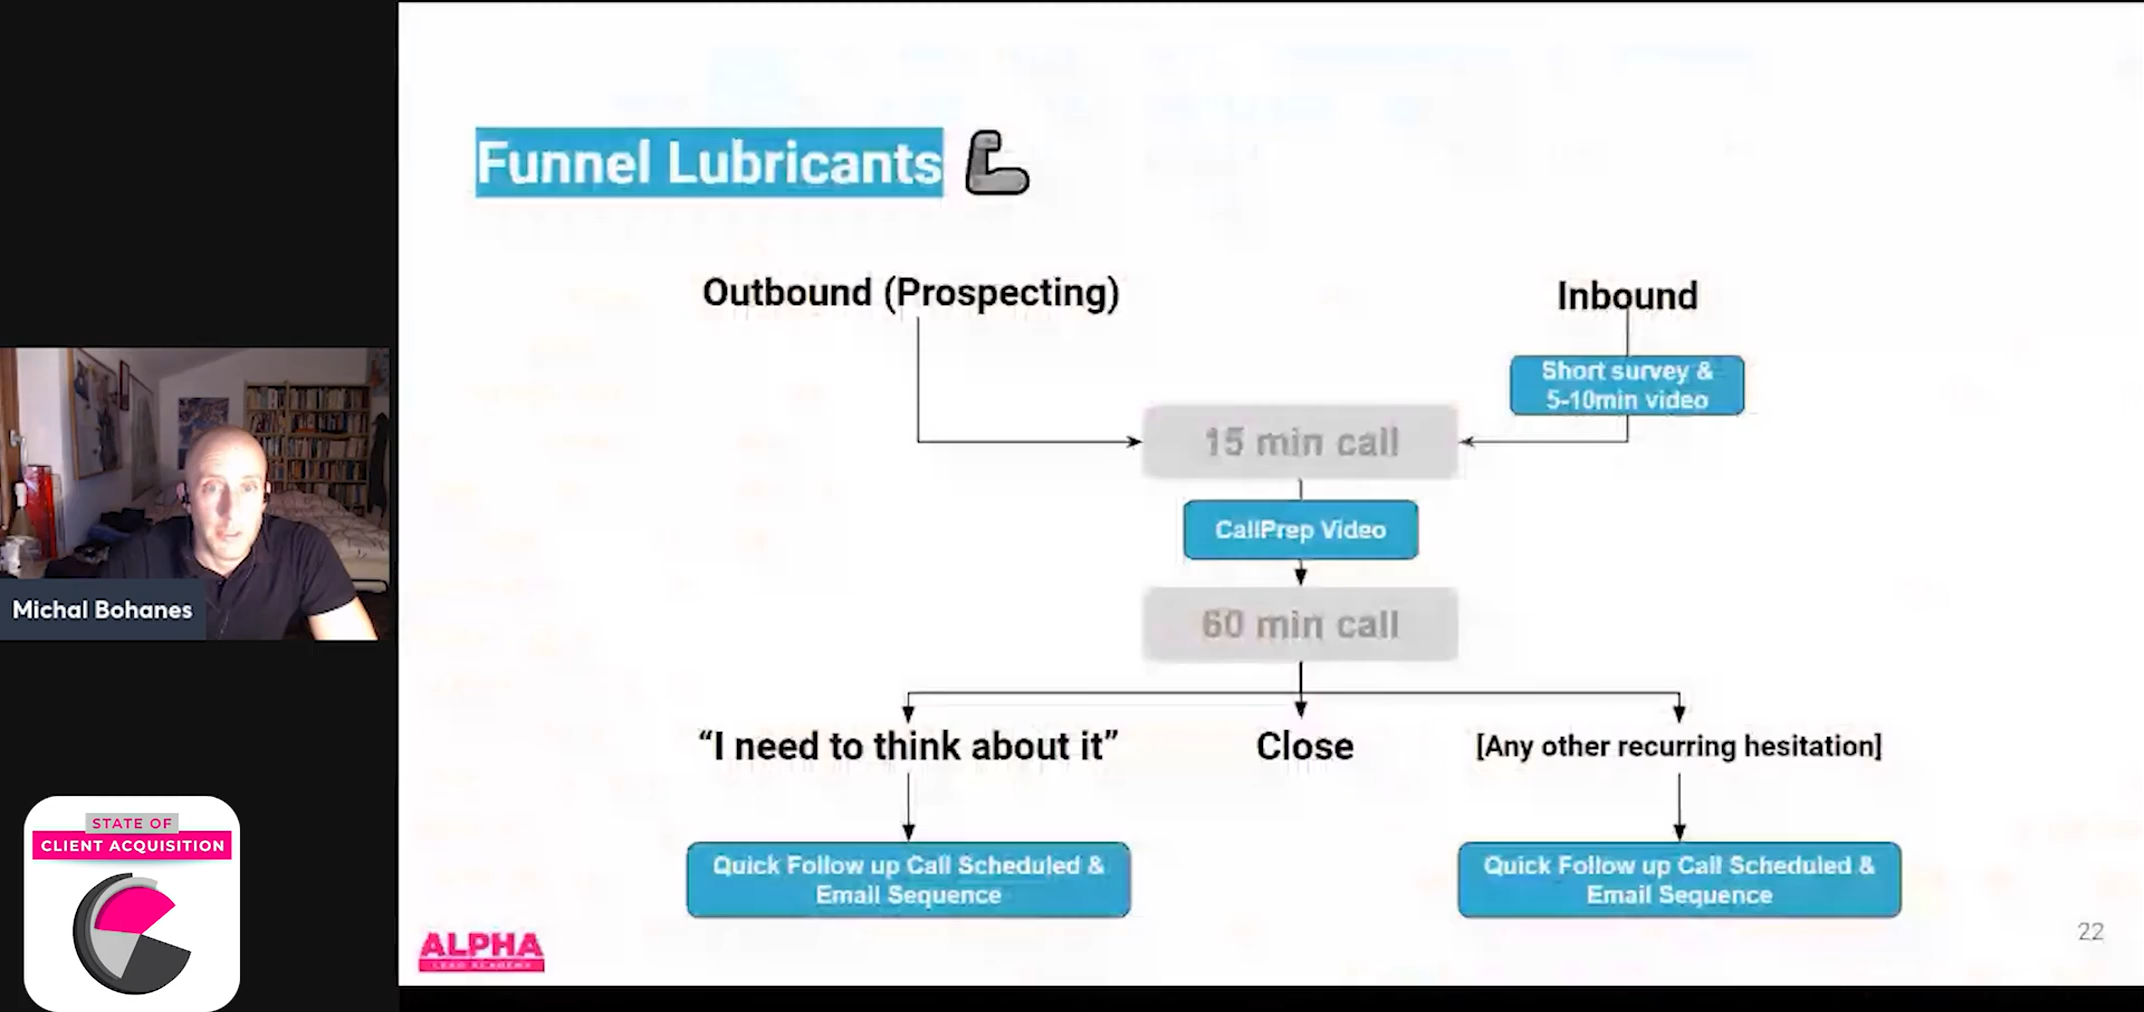 Funnel Lubricants
Outbound (Prospecting)
Inbound
Short survey &
5-10min video
15 min call
CallPrep Video
60 min call
Michal Bohanes
“I need to think about it”
Close
[Any other recurring hesitation]
Quick Follow up Call Scheduled &
Email Sequence
Quick Follow up Call Scheduled &
Email Sequence
STATE OF
CLIENT ACQUISITION
ALPHA
22